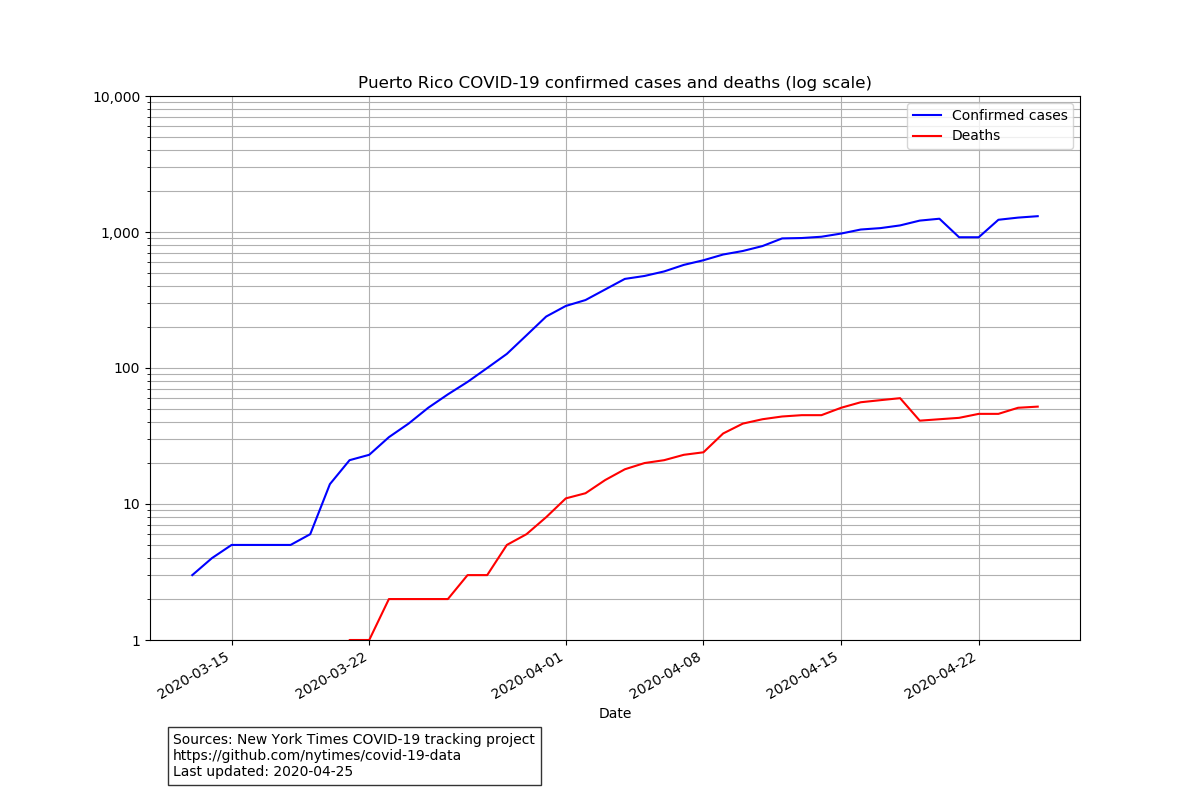 Puerto Rico COVID-19 confirmed cases and deaths (log scale)
10,000
1,000
100
10
1
Confirmed cases
Deaths
2020-03-15
2020-03-22
2020-04-01
2020-04-08
2020-04-15
2020-04-22
Date
Sources: New York Times COVID-19 tracking project
https://github.com/nytimes/covid-19-data
Last updated: 2020-04-25